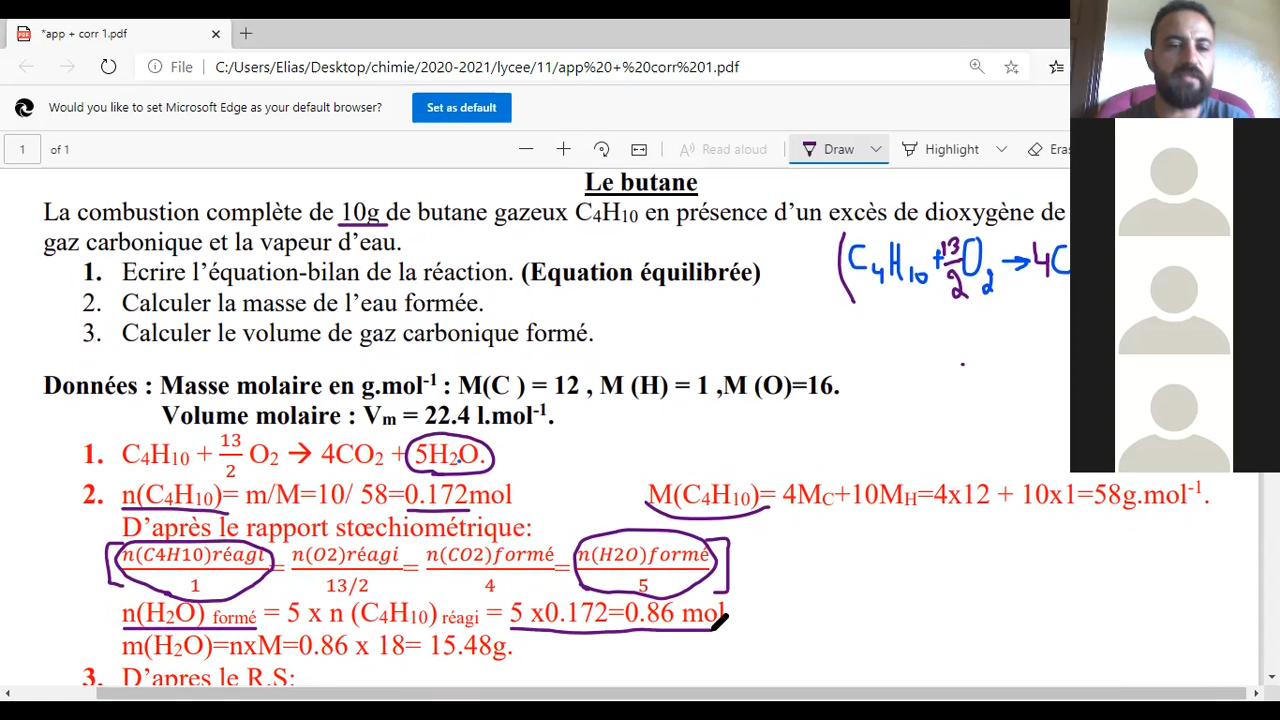 *app + corr 1.pdf
File C:/Users/Elias/Desktop/chimie/2020-2021/lycee/11/app%20+%20corr%201.pdf
Would you like to set Microsoft Edge as your default browser? Set as default
1 of 1 Read aloud Draw Highlight Eras
Le butane
La combustion complète de 10g de butane gazeux C₄H₁₀ en présence d’un excès de dioxygène de
gaz carbonique et la vapeur d’eau.
(C₄H₁₀ + 13/2 O₂ → 4C
1. Ecrire l’équation-bilan de la réaction. (Equation équilibrée)
2. Calculer la masse de l’eau formée.
3. Calculer le volume de gaz carbonique formé.
Données : Masse molaire en g.mol⁻¹ : M(C ) = 12 , M (H) = 1 ,M (O)=16.
Volume molaire : Vₘ = 22.4 l.mol⁻¹.
1. C₄H₁₀ + 13/2 O₂ → 4CO₂ + 5H₂O.
2. n(C₄H₁₀)= m/M=10/ 58=0.172mol M(C₄H₁₀)= 4M_C+10M_H=4x12 + 10x1=58g.mol⁻¹.
D’après le rapport stœchiométrique:
[n(C4H10)réagi/1 = n(O2)réagi/13/2 = n(CO2)formé/4 = n(H2O)formé/5]
n(H₂O) formé = 5 x n (C₄H₁₀) réagi = 5 x0.172=0.86 mol
m(H₂O)=nxM=0.86 x 18= 15.48g.
3. D’apres le R.S: